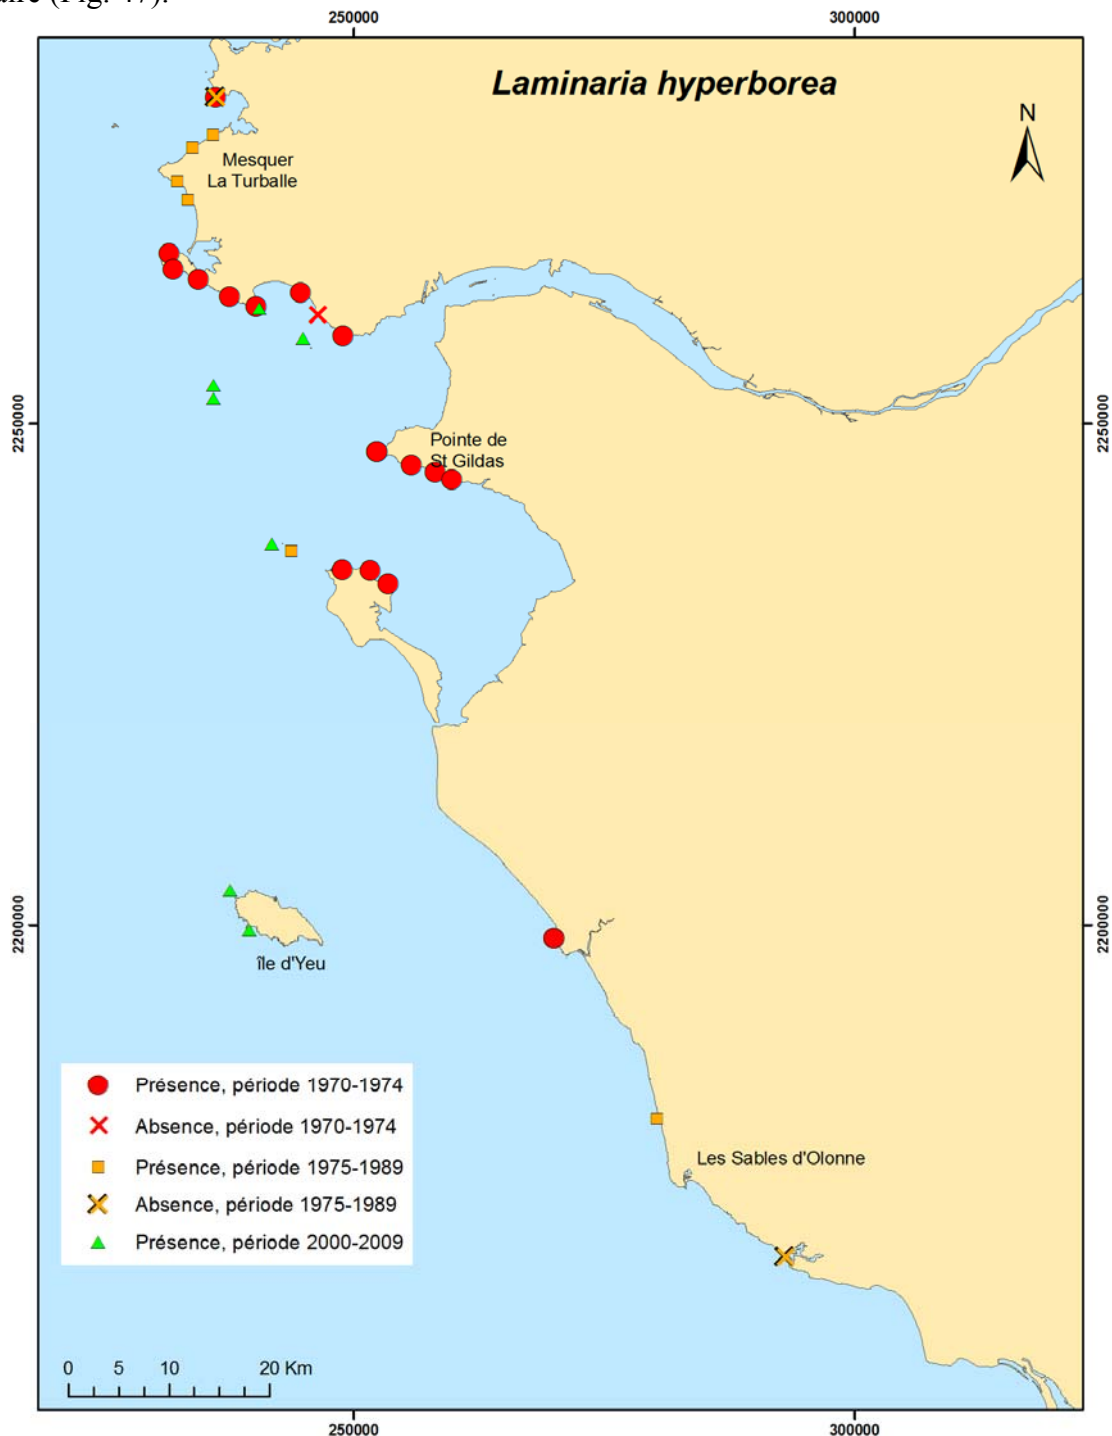 (Fig. 47).
250000
300000
Laminaria hyperborea
N
Mesquer
La Turballe
2250000
2250000
Pointe de
St Gildas
2200000
2200000
île d'Yeu
Présence, période 1970-1974
Absence, période 1970-1974
Présence, période 1975-1989
Absence, période 1975-1989
Présence, période 2000-2009
Les Sables d'Olonne
0 5 10 20 Km
250000
300000